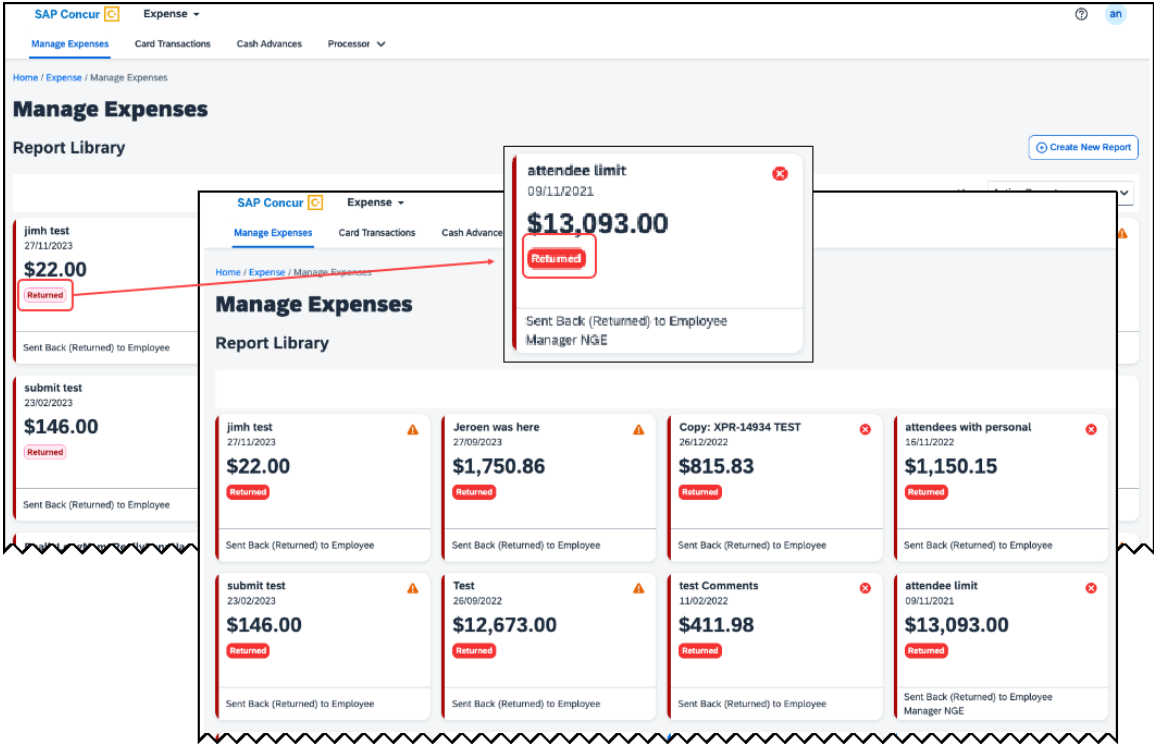 SAP Concur C Expense
an
Manage Expenses Card Transactions Cash Advances Processor
Home / Expense / Manage Expenses
Manage Expenses
Report Library
Create New Report
jimh test
27/11/2023
$22.00
Returned
Sent Back (Returned) to Employee
submit test
23/02/2023
$146.00
Returned
Sent Back (Returned) to Employee
attendee limit
09/11/2021
$13,093.00
Returned
Sent Back (Returned) to Employee
Manager NGE
SAP Concur C Expense
Manage Expenses Card Transactions Cash Advance
Home / Expense / Manage Expenses
Manage Expenses
Report Library
jimh test
27/11/2023
$22.00
Returned
Sent Back (Returned) to Employee
Jeroen was here
27/09/2023
$1,750.86
Returned
Sent Back (Returned) to Employee
Copy: XPR-14934 TEST
26/12/2022
$815.83
Returned
Sent Back (Returned) to Employee
attendees with personal
16/11/2022
$1,150.15
Returned
Sent Back (Returned) to Employee
submit test
23/02/2023
$146.00
Returned
Sent Back (Returned) to Employee
Test
26/09/2022
$12,673.00
Returned
Sent Back (Returned) to Employee
test Comments
11/02/2022
$411.98
Returned
Sent Back (Returned) to Employee
attendee limit
09/11/2021
$13,093.00
Returned
Sent Back (Returned) to Employee
Manager NGE